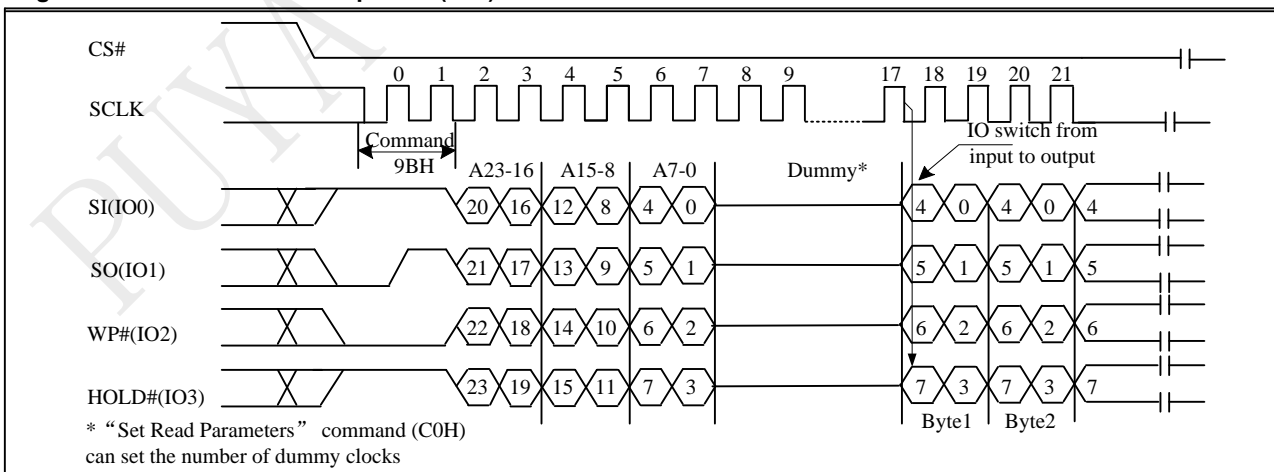 PUYA
CS#
0 1 2 3 4 5 6 7 8 9 17 18 19 20 21
SCLK
Command
9BH
IO switch from
input to output
A23-16 A15-8 A7-0 Dummy*
SI(IO0) 20 16 12 8 4 0 4 0 4 0 4
SO(IO1) 21 17 13 9 5 1 5 1 5 1 5
WP#(IO2) 22 18 14 10 6 2 6 2 6 2 6
HOLD#(IO3) 23 19 15 11 7 3 7 3 7 3 7
Byte1 Byte2
* “Set Read Parameters” command (C0H)
can set the number of dummy clocks